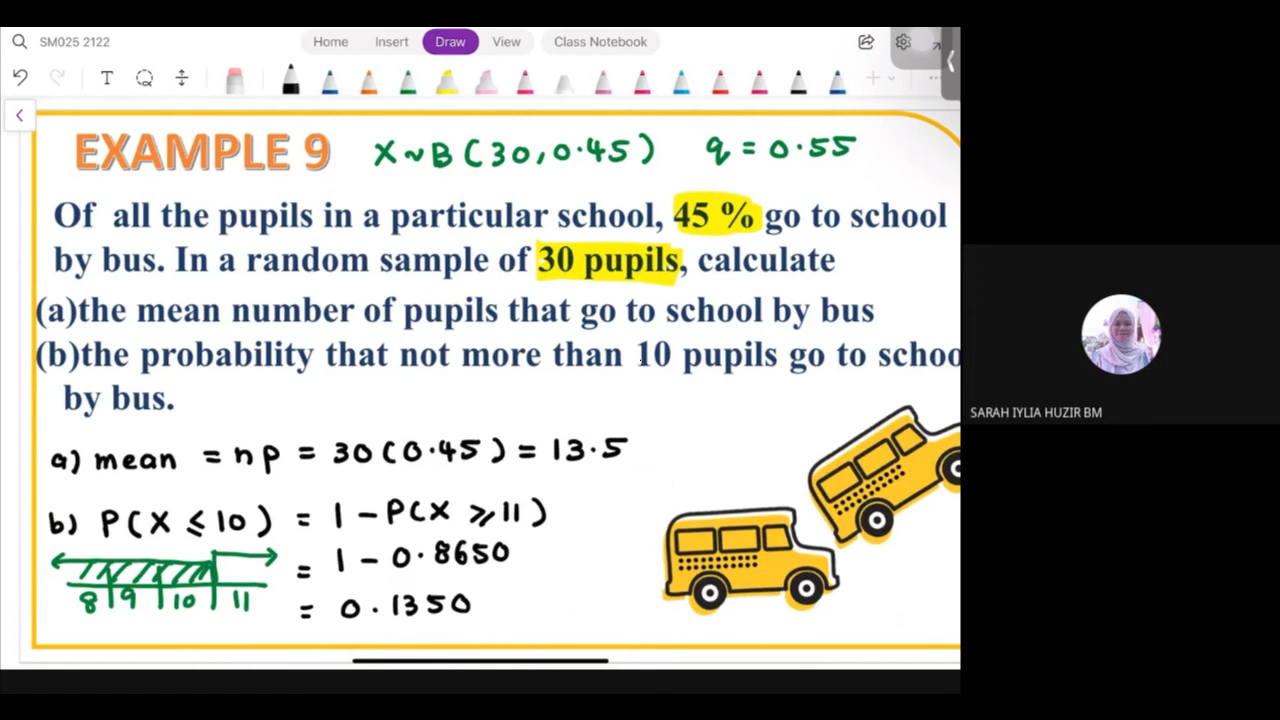 SM025 2122
Home Insert Draw View Class Notebook
EXAMPLE 9 X~B(30,0.45) q = 0.55
Of all the pupils in a particular school, 45 % go to school
by bus. In a random sample of 30 pupils, calculate
(a)the mean number of pupils that go to school by bus
(b)the probability that not more than 10 pupils go to schoo
by bus.
a) mean = np = 30(0.45) = 13.5
b) P(X ≤ 10) = 1 - P(X ≥ 11)
= 1 - 0.8650
8 9 10 11
= 0.1350
SARAH IYLIA HUZIR BM